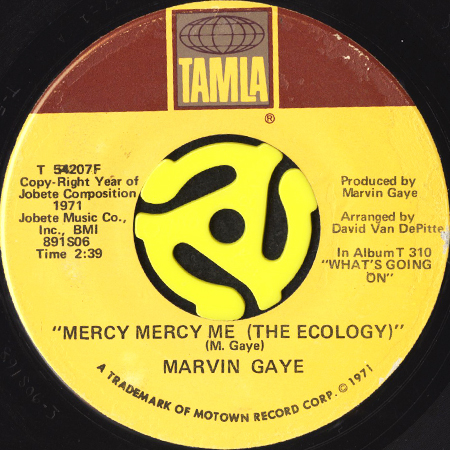 TAMLA
®
T 54207F
Copy-Right Year of
Jobete Composition
1971
Jobete Music Co.,
Inc., BMI
891S06
Time 2:39
Produced by
Marvin Gaye
Arranged by
David Van DePitte
In Album T 310
"WHAT'S GOING
ON"
"MERCY MERCY ME (THE ECOLOGY)"
(M. Gaye)
MARVIN GAYE
A TRADEMARK OF MOTOWN RECORD CORP. © 1971